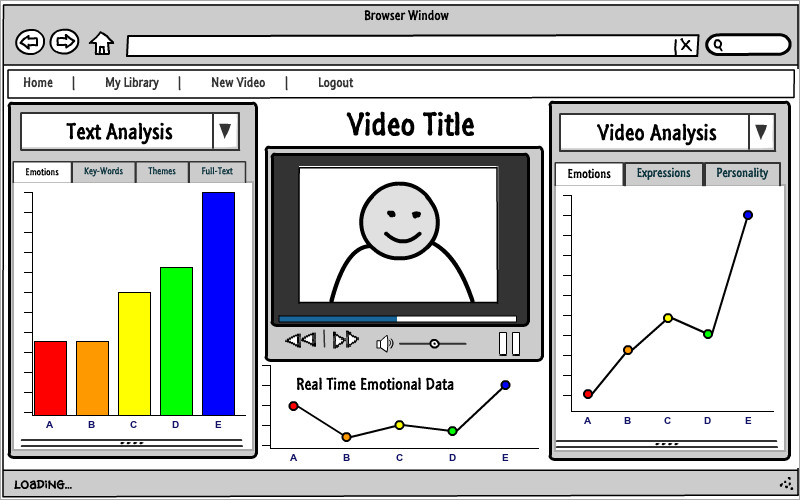 Browser Window
X
Home | My Library | New Video | Logout
Text Analysis
Emotions Key-Words Themes Full-Text
A B C D E
Video Title
Real Time Emotional Data
A B C D E
Video Analysis
Emotions Expressions Personality
A B C D E
LOADING...